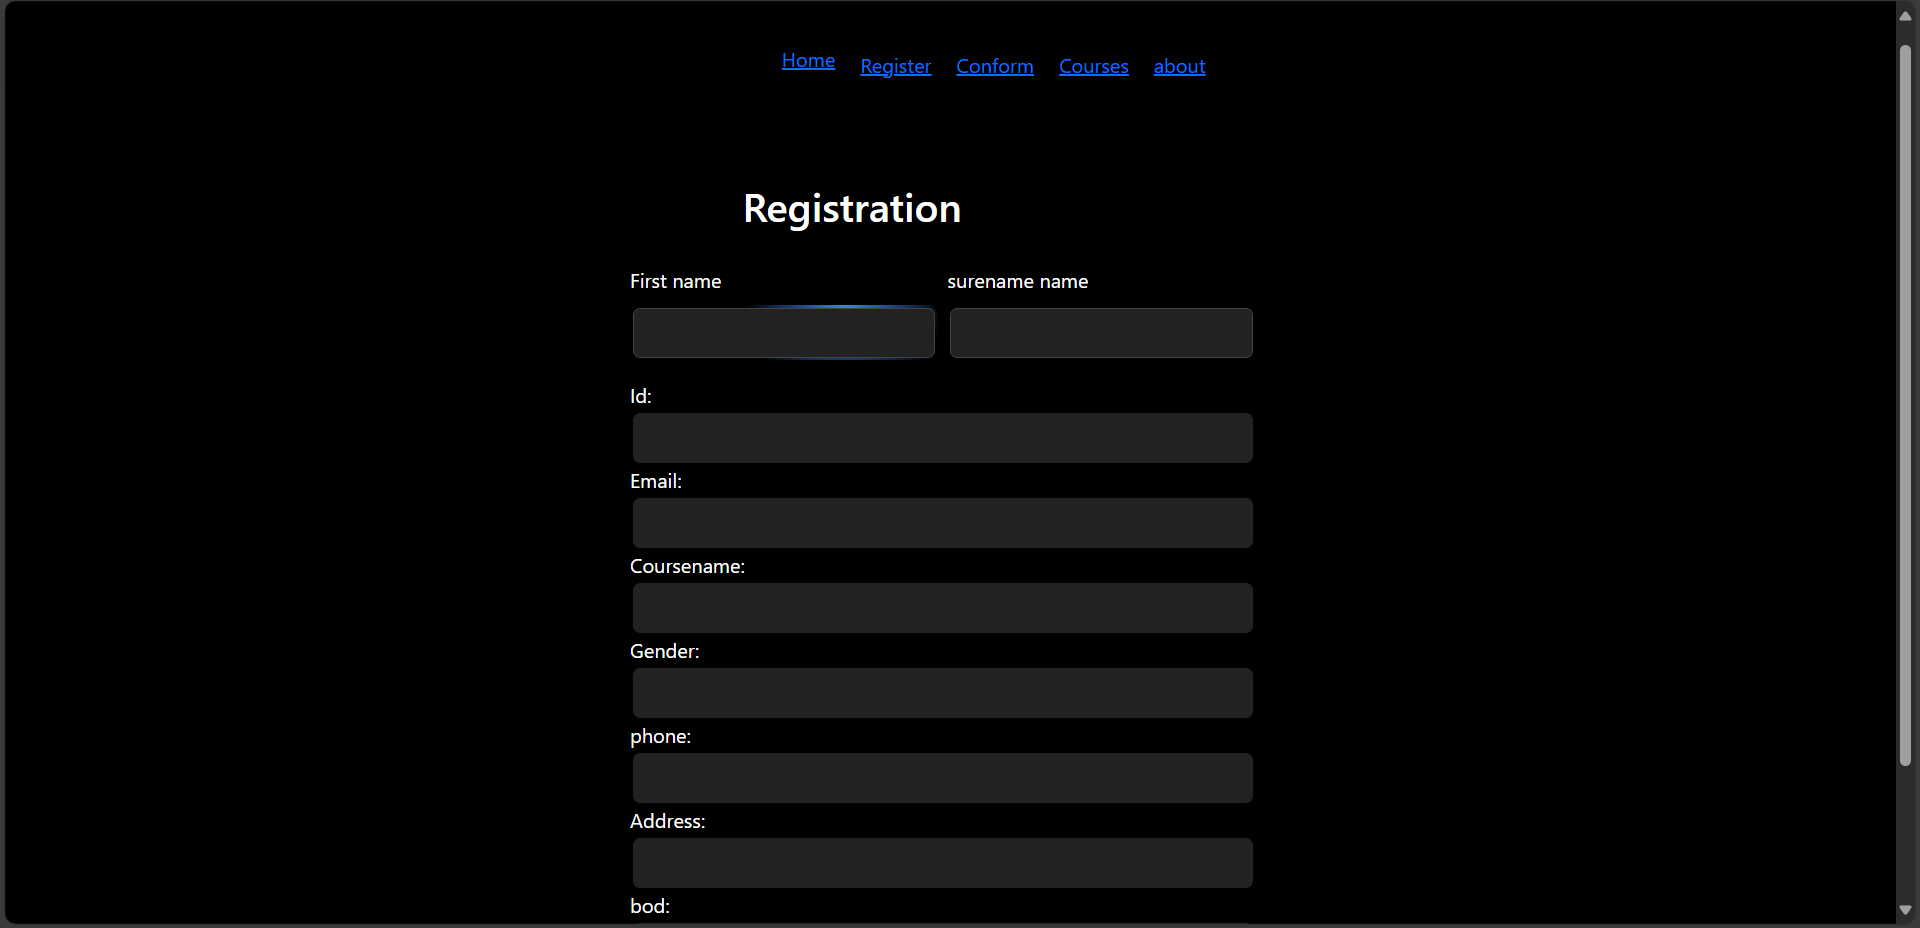 Home Register Conform Courses about
Registration
First name surename name
Id:
Email:
Coursename:
Gender:
phone:
Address:
bod: